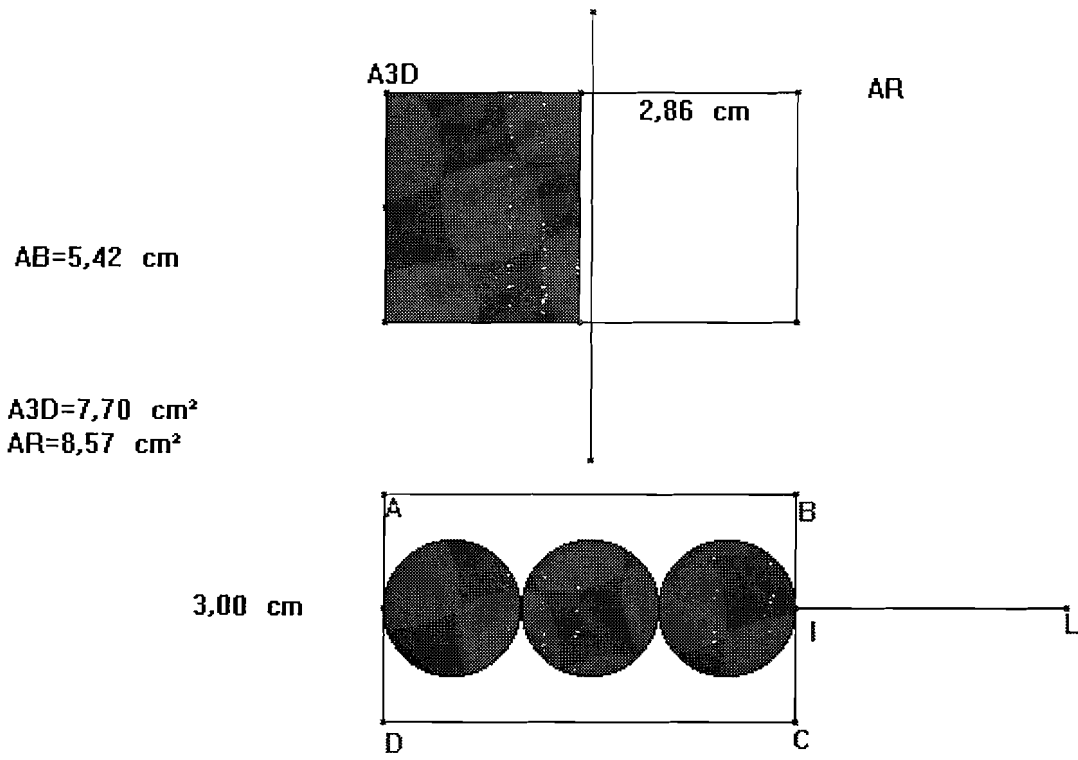 A3D
AR
2,86 cm
AB=5,42 cm
A3D=7,70 cm²
AR=8,57 cm²
A
B
3,00 cm
I
L
D
C